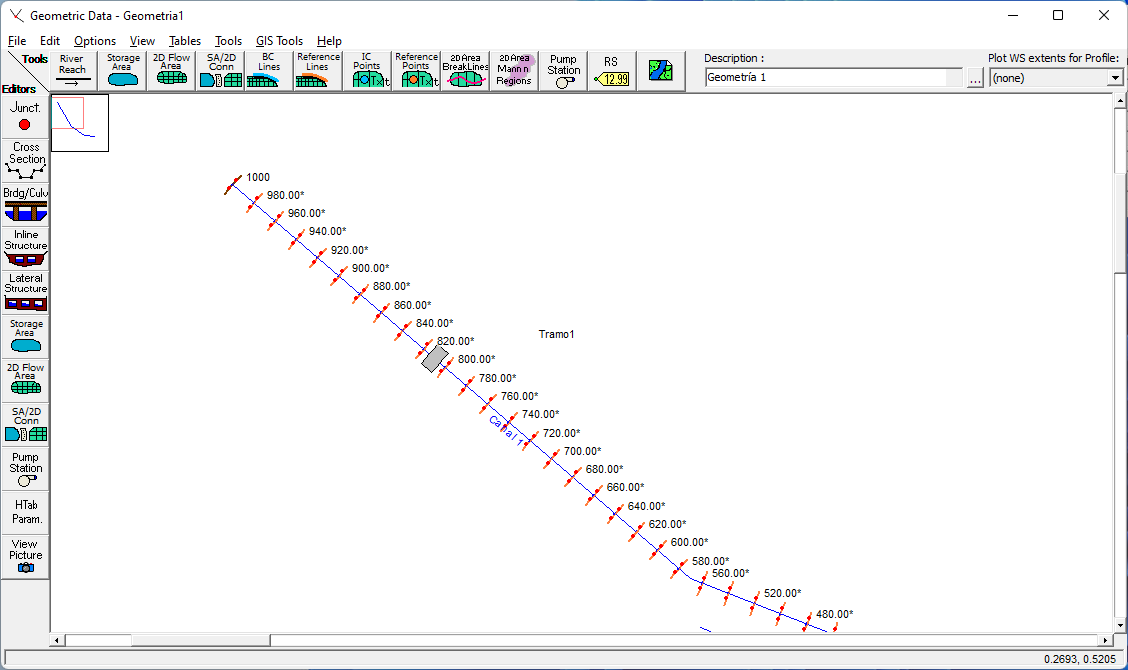 Geometric Data - Geometria1
File Edit Options View Tables Tools GIS Tools Help
Tools
Editors
River
Reach
Storage
Area
2D Flow
Area
SA/2D
Conn
BC
Lines
Reference
Lines
IC
Points
Txt
Reference
Points
Txt
2D Area
BreakLines
2D Area
Mann n
Regions
Pump
Station
RS
12.99
Description :
Geometría 1
...
Plot WS extents for Profile:
(none)
Junct.
Cross
Section
Brdg/Culv
Inline
Structure
Lateral
Structure
Storage
Area
2D Flow
Area
SA/2D
Conn
Pump
Station
HTab
Param.
View
Picture
1000
980.00*
960.00*
940.00*
920.00*
900.00*
880.00*
860.00*
840.00*
820.00*
Tramo1
800.00*
780.00*
760.00*
740.00*
Canal 1
720.00*
700.00*
680.00*
660.00*
640.00*
620.00*
600.00*
580.00*
560.00*
520.00*
480.00*
0.2693, 0.5205